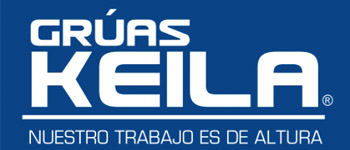 GRÚAS
KEILA®
NUESTRO TRABAJO ES DE ALTURA